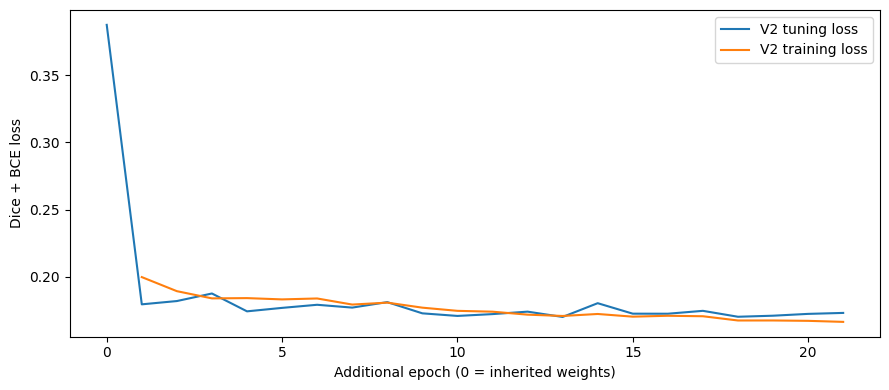 V2 tuning loss
V2 training loss
Dice + BCE loss
0.35
0.30
0.25
0.20
0
5
10
15
20
Additional epoch (0 = inherited weights)